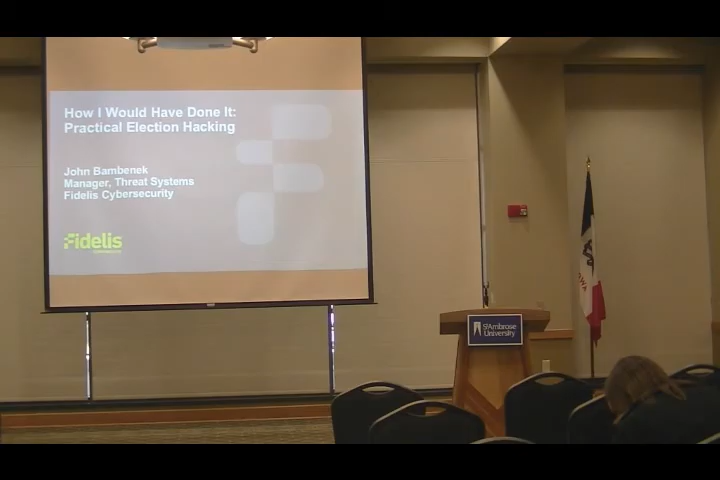 How I Would Have Done It:
Practical Election Hacking
John Bambenek
Manager, Threat Systems
Fidelis Cybersecurity
Fidelis
St.Ambrose
University